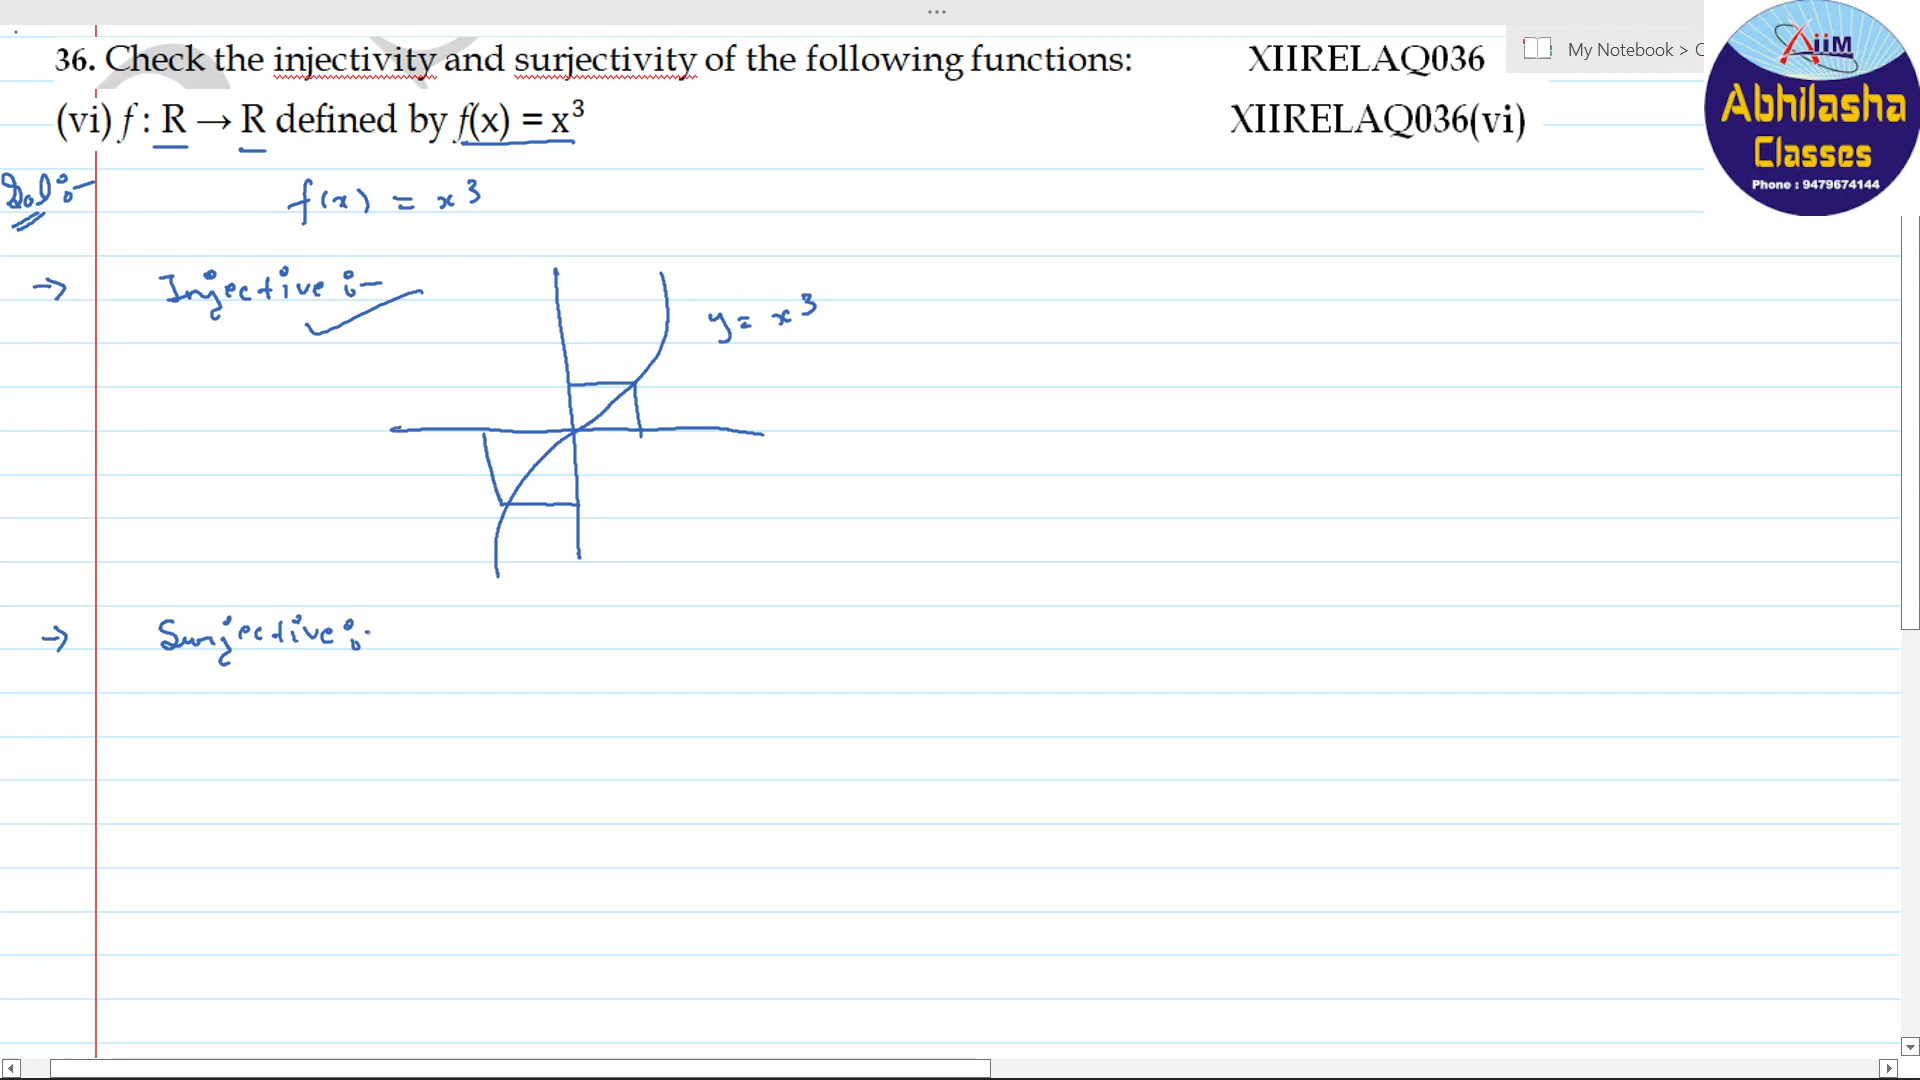 36. Check the injectivity and surjectivity of the following functions: XIIRELAQ036
My Notebook > C
(vi) f : R → R defined by f(x) = x³ XIIRELAQ036(vi)
AiiM
Abhilasha
Classes
Phone : 9479674144
Sol:-
f(x) = x³
→ Injective :-
y = x³
→ Surjective :-